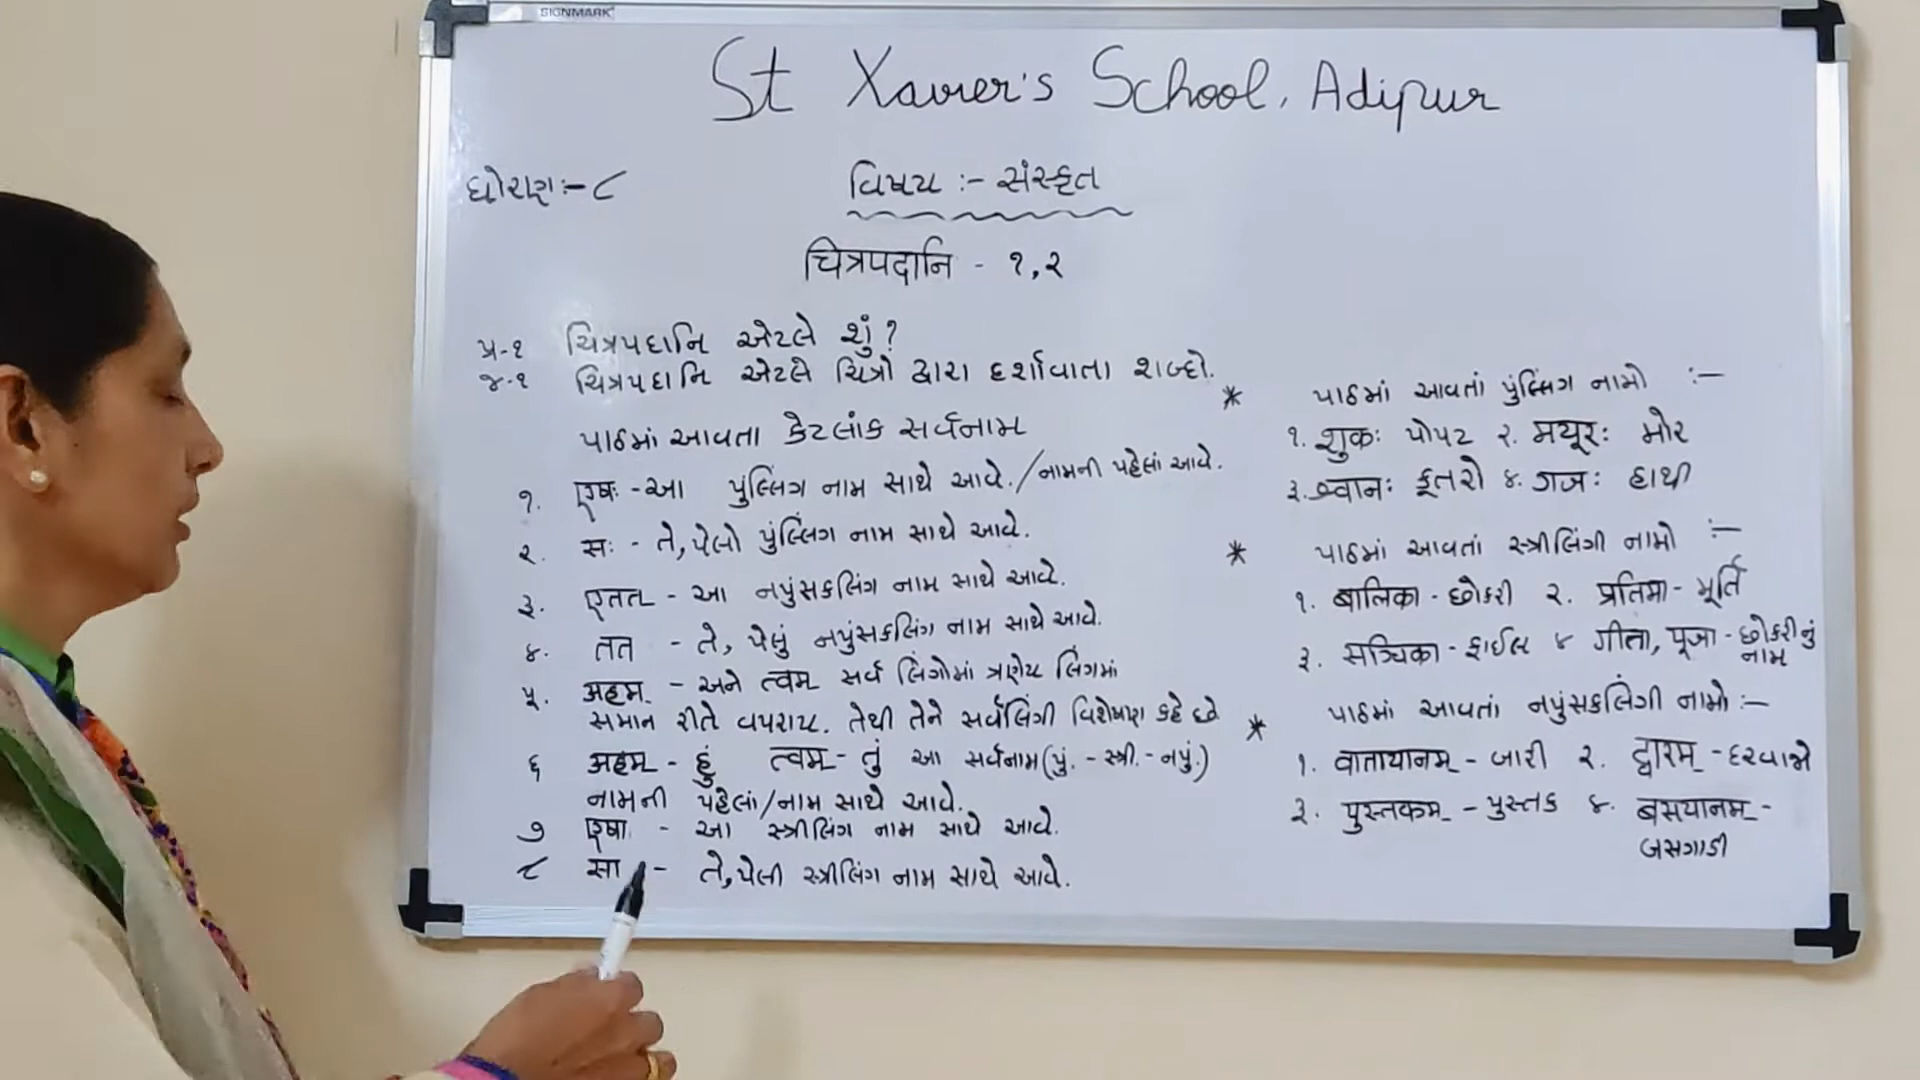 SIGNMARK
St Xavier's School, Adipur
ધોરણ:-૮
વિષય :- સંસ્કૃત
चित्रपदानि - १,२
પ્ર-૧ ચિત્રપદાનિ એટલે શું?
જ-૧ ચિત્રપદાનિ એટલે ચિત્રો દ્વારા દર્શાવાતા શબ્દો.
પાઠમાં આવતા કેટલાંક સર્વનામ
૧. एषः - આ પુંલ્લિંગ નામ સાથે આવે./નામની પહેલાં આવે.
૨. सः - તે,પેલો પુંલ્લિંગ નામ સાથે આવે.
૩. एतत् - આ નપુંસકલિંગ નામ સાથે આવે.
૪. तत - તે, પેલું નપુંસકલિંગ નામ સાથે આવે.
૫. अहम् - અને त्वम् સર્વ લિંગોમાં ત્રણેય લિંગમાં
સમાન રીતે વપરાય. તેથી તેને સર્વલિંગી વિશેષણ કહે છે
૬ अहम् - હું त्वम् - તું આ સર્વનામ(પું. - સ્ત્રી. - નપું.)
નામની પહેલાં/નામ સાથે આવે.
૭ एषा - આ સ્ત્રીલિંગ નામ સાથે આવે.
૮ सा - તે,પેલી સ્ત્રીલિંગ નામ સાથે આવે.
* પાઠમાં આવતાં પુંલ્લિંગ નામો :-
૧. शुकः પોપટ ૨. मयूरः મોર
૩. श्वानः કૂતરો ૪. गजः હાથી
* પાઠમાં આવતાં સ્ત્રીલિંગી નામો :-
૧. बालिका - છોકરી ૨. प्रतिमा - મૂર્તિ
૩. सञ्चिका - ફાઈલ ૪ गीता, पूजा - છોકરીનું
નામ
* પાઠમાં આવતાં નપુંસકલિંગી નામો :-
૧. वातायानम् - બારી ૨. द्वारम् - દરવાજો
૩. पुस्तकम् - પુસ્તક ૪. बसयानम् -
બસગાડી